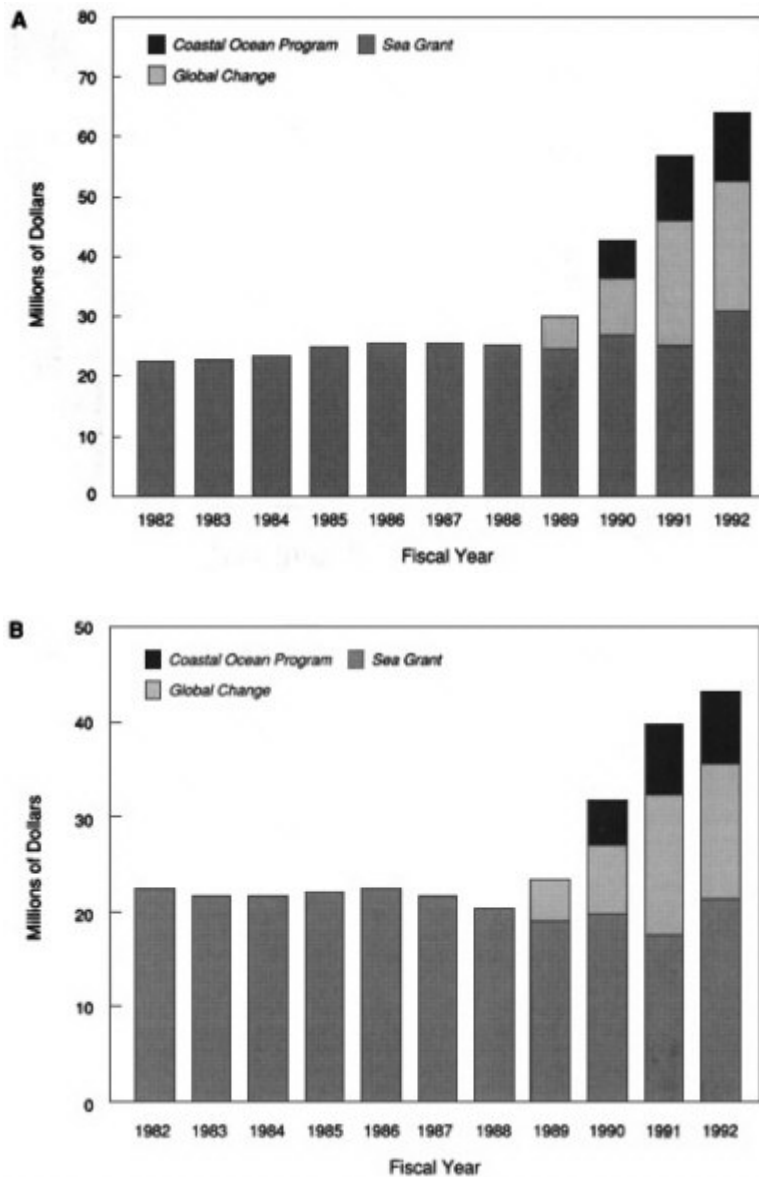 A
80
Coastal Ocean Program
Sea Grant
Global Change
70
60
50
40
30
20
10
0
Millions of Dollars
1982 1983 1984 1985 1986 1987 1988 1989 1990 1991 1992
Fiscal Year
B
50
Coastal Ocean Program
Sea Grant
Global Change
40
30
20
10
0
Millions of Dollars
1982 1983 1984 1985 1986 1987 1988 1989 1990 1991 1992
Fiscal Year